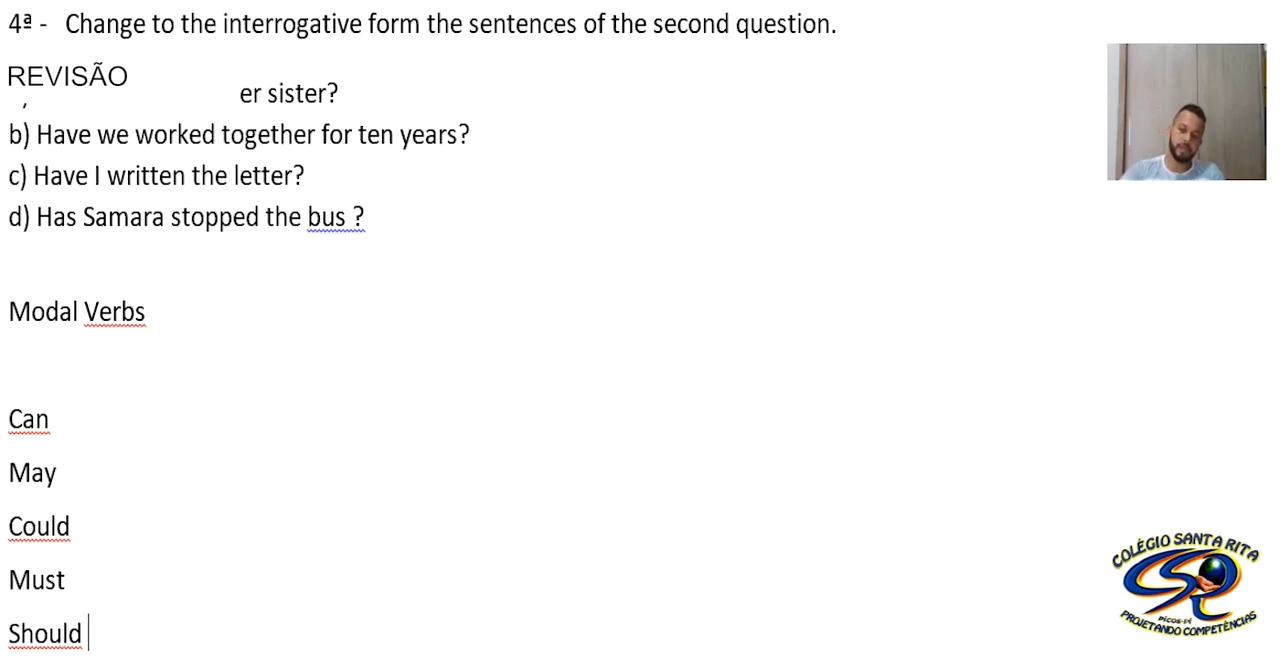 4ª - Change to the interrogative form the sentences of the second question.
REVISÃO
er sister?
b) Have we worked together for ten years?
c) Have I written the letter?
d) Has Samara stopped the bus ?
Modal Verbs
Can
May
Could
Must
Should
COLÉGIO SANTA RITA
PICOS-PI
PROJETANDO COMPETÊNCIAS